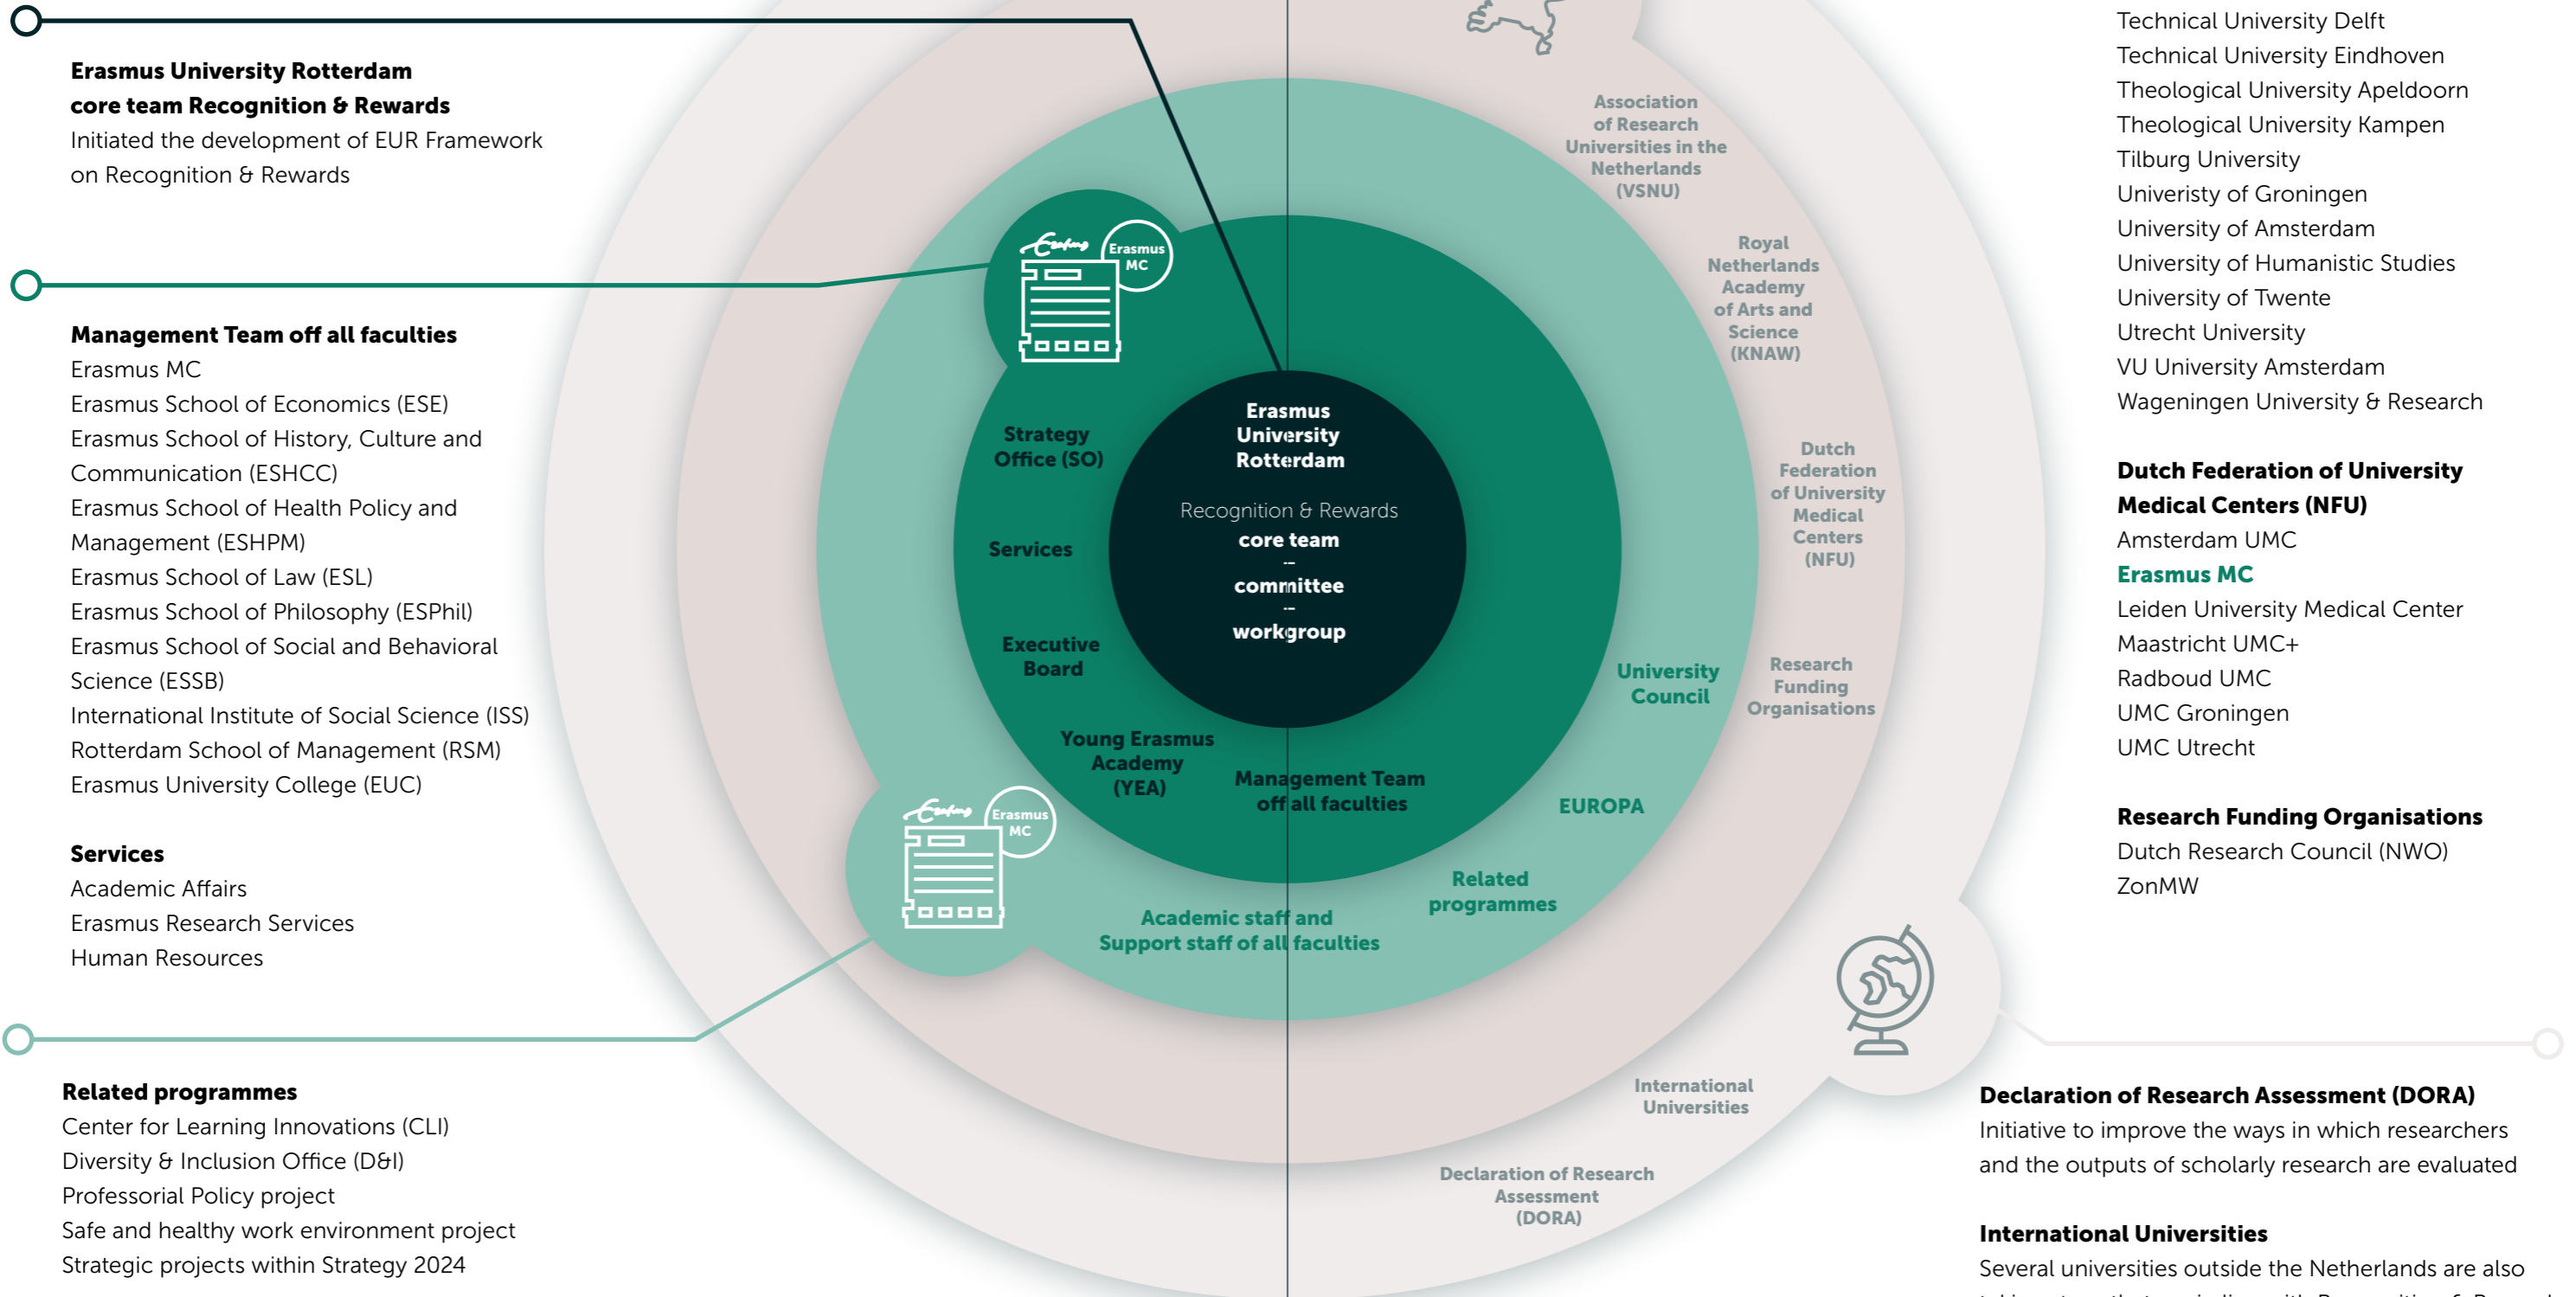 Erasmus University Rotterdam
core team Recognition & Rewards
Initiated the development of EUR Framework
on Recognition & Rewards
Management Team off all faculties
Erasmus MC
Erasmus School of Economics (ESE)
Erasmus School of History, Culture and
Communication (ESHCC)
Erasmus School of Health Policy and
Management (ESHPM)
Erasmus School of Law (ESL)
Erasmus School of Philosophy (ESPhil)
Erasmus School of Social and Behavioral
Science (ESSB)
International Institute of Social Science (ISS)
Rotterdam School of Management (RSM)
Erasmus University College (EUC)
Services
Academic Affairs
Erasmus Research Services
Human Resources
Related programmes
Center for Learning Innovations (CLI)
Diversity & Inclusion Office (D&I)
Professorial Policy project
Safe and healthy work environment project
Strategic projects within Strategy 2024
Erasmus
MC
Strategy
Office (SO)
Services
Executive
Board
Young Erasmus
Academy
(YEA)
Management Team
off all faculties
Erasmus
University
Rotterdam
Recognition & Rewards
core team
--
committee
--
workgroup
Erasmus
MC
Academic staff and
Support staff of all faculties
Related
programmes
EUROPA
University
Council
Association
of Research
Universities in the
Netherlands
(VSNU)
Royal
Netherlands
Academy
of Arts and
Science
(KNAW)
Dutch
Federation
of University
Medical
Centers
(NFU)
Research
Funding
Organisations
International
Universities
Declaration of Research
Assessment
(DORA)
Technical University Delft
Technical University Eindhoven
Theological University Apeldoorn
Theological University Kampen
Tilburg University
Univeristy of Groningen
University of Amsterdam
University of Humanistic Studies
University of Twente
Utrecht University
VU University Amsterdam
Wageningen University & Research
Dutch Federation of University
Medical Centers (NFU)
Amsterdam UMC
Erasmus MC
Leiden University Medical Center
Maastricht UMC+
Radboud UMC
UMC Groningen
UMC Utrecht
Research Funding Organisations
Dutch Research Council (NWO)
ZonMW
Declaration of Research Assessment (DORA)
Initiative to improve the ways in which researchers
and the outputs of scholarly research are evaluated
International Universities
Several universities outside the Netherlands are also